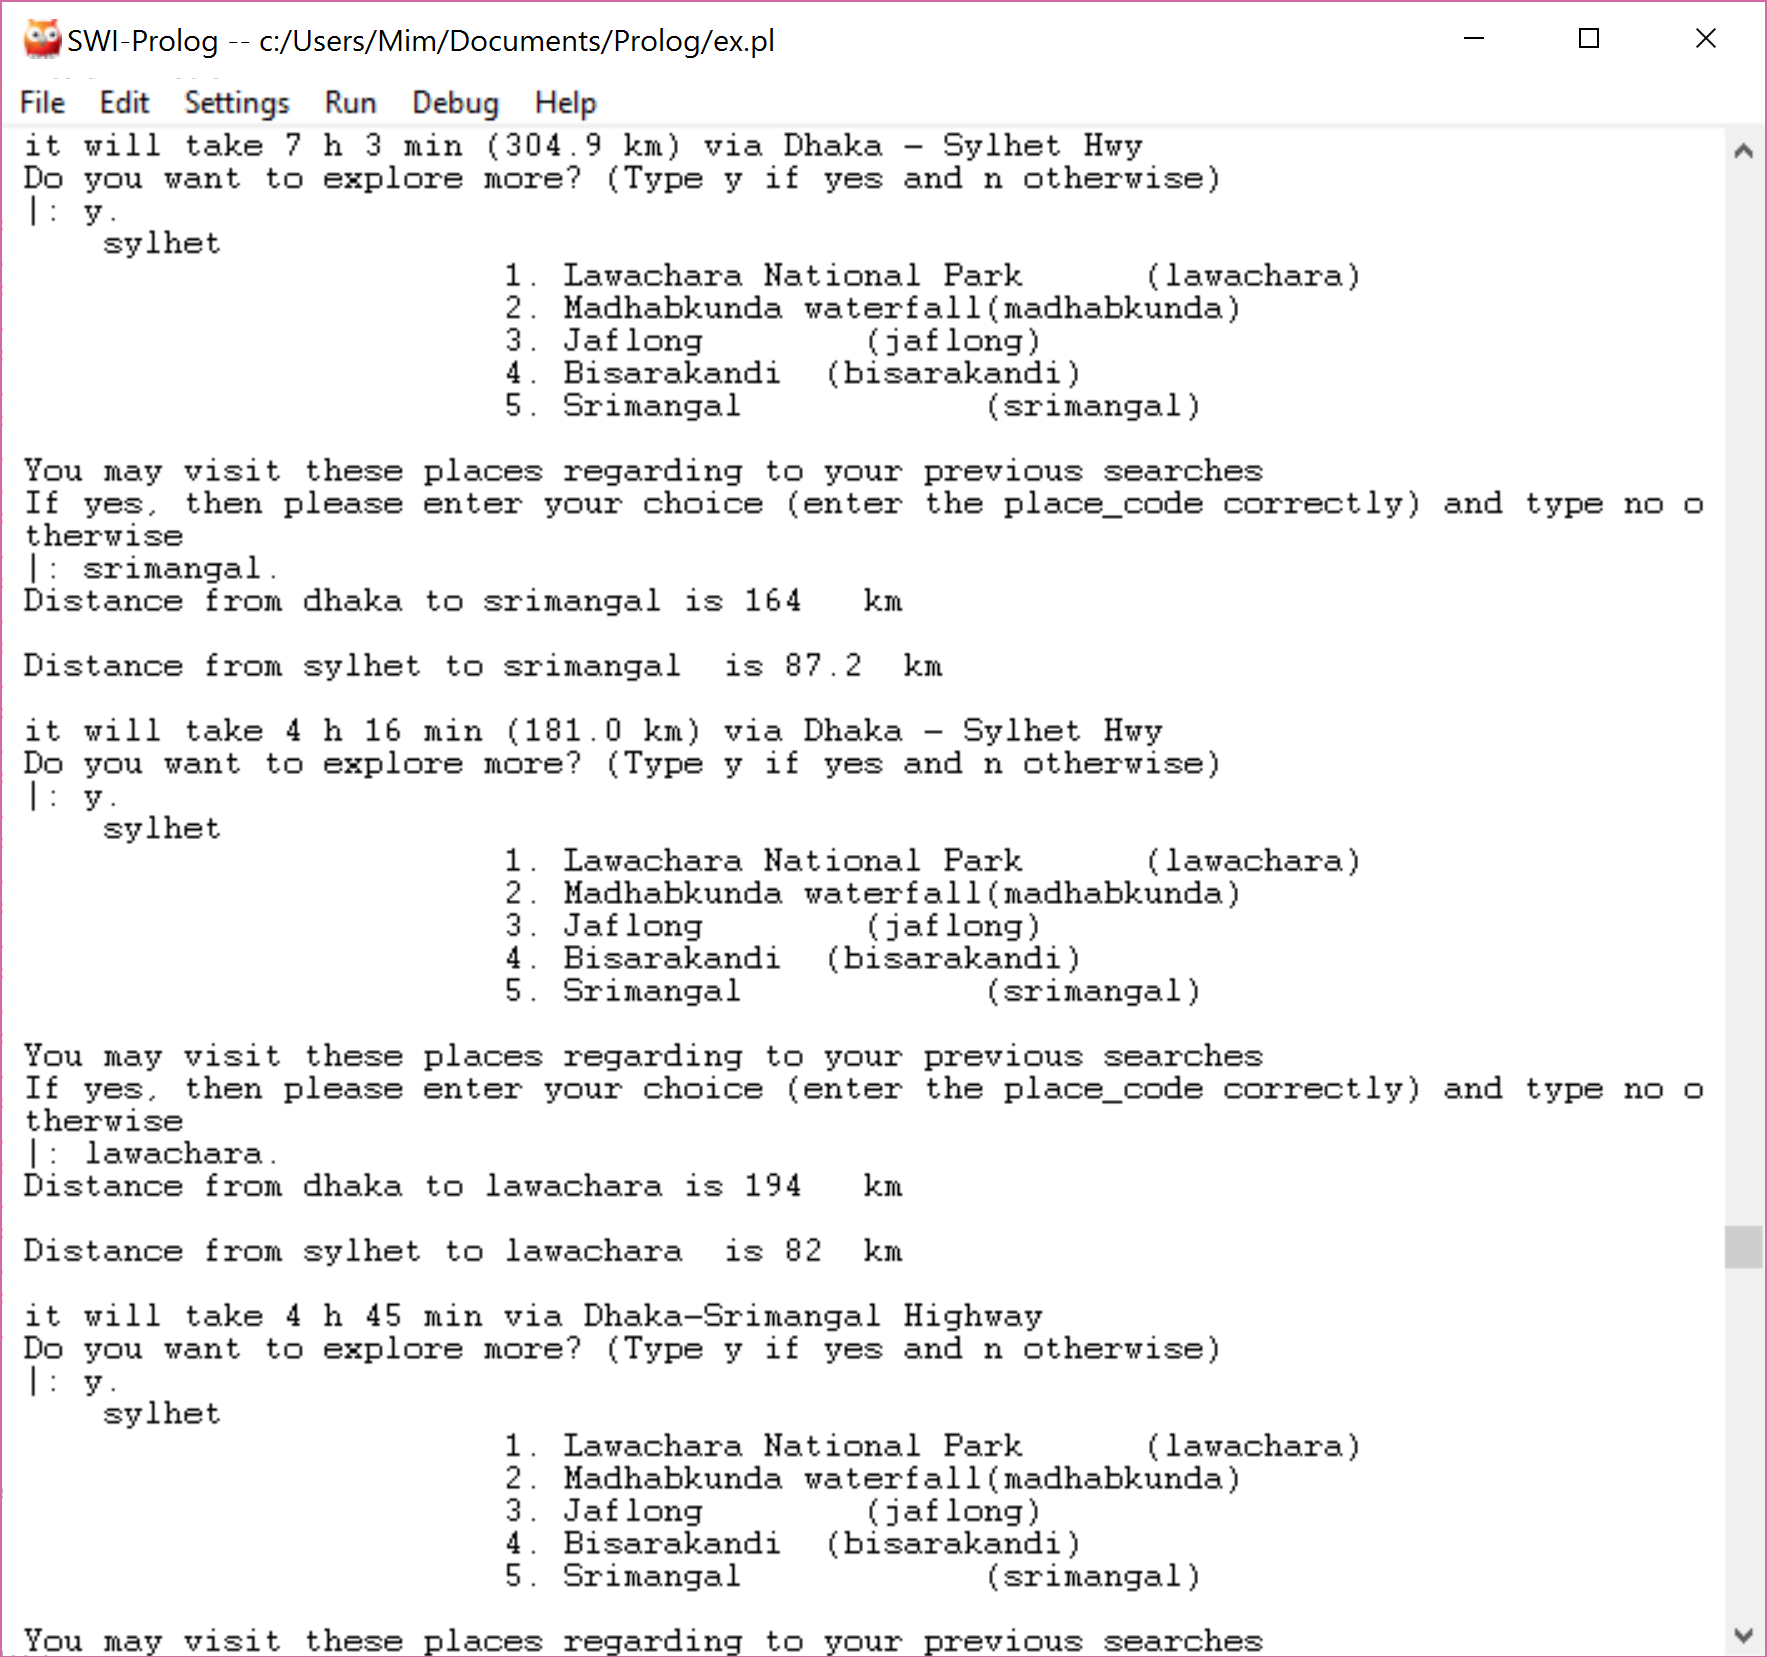 SWI-Prolog -- c:/Users/Mim/Documents/Prolog/ex.pl
File Edit Settings Run Debug Help
it will take 7 h 3 min (304.9 km) via Dhaka – Sylhet Hwy
Do you want to explore more? (Type y if yes and n otherwise)
|: y.
sylhet
1. Lawachara National Park (lawachara)
2. Madhabkunda waterfall(madhabkunda)
3. Jaflong (jaflong)
4. Bisarakandi (bisarakandi)
5. Srimangal (srimangal)
You may visit these places regarding to your previous searches
If yes, then please enter your choice (enter the place_code correctly) and type no o
therwise
|: srimangal.
Distance from dhaka to srimangal is 164 km
Distance from sylhet to srimangal is 87.2 km
it will take 4 h 16 min (181.0 km) via Dhaka – Sylhet Hwy
Do you want to explore more? (Type y if yes and n otherwise)
|: y.
sylhet
1. Lawachara National Park (lawachara)
2. Madhabkunda waterfall(madhabkunda)
3. Jaflong (jaflong)
4. Bisarakandi (bisarakandi)
5. Srimangal (srimangal)
You may visit these places regarding to your previous searches
If yes, then please enter your choice (enter the place_code correctly) and type no o
therwise
|: lawachara.
Distance from dhaka to lawachara is 194 km
Distance from sylhet to lawachara is 82 km
it will take 4 h 45 min via Dhaka–Srimangal Highway
Do you want to explore more? (Type y if yes and n otherwise)
|: y.
sylhet
1. Lawachara National Park (lawachara)
2. Madhabkunda waterfall(madhabkunda)
3. Jaflong (jaflong)
4. Bisarakandi (bisarakandi)
5. Srimangal (srimangal)
You may visit these places regarding to your previous searches